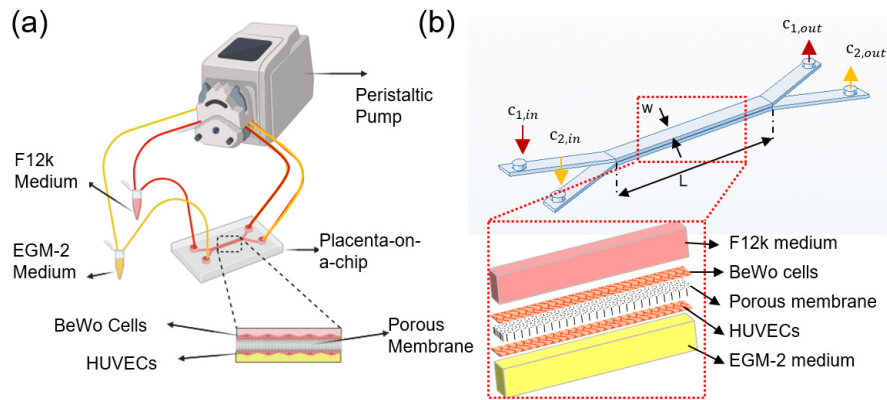 (a)
Peristaltic
Pump
F12k
Medium
EGM-2
Medium
Placenta-on-
a-chip
BeWo Cells
HUVECs
Porous
Membrane
(b)
c1,out
c2,out
c1,in
c2,in
w
L
F12k medium
BeWo cells
Porous membrane
HUVECs
EGM-2 medium